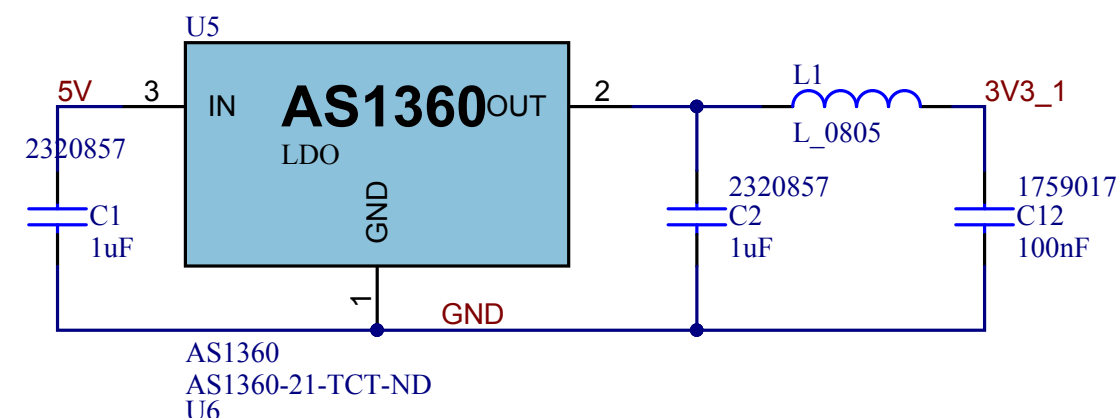 U5
5V
3
IN
AS1360
OUT
2
L1
3V3_1
L_0805
LDO
2320857
C1
1uF
GND
2320857
C2
1uF
1759017
C12
100nF
1
GND
AS1360
AS1360-21-TCT-ND
U6